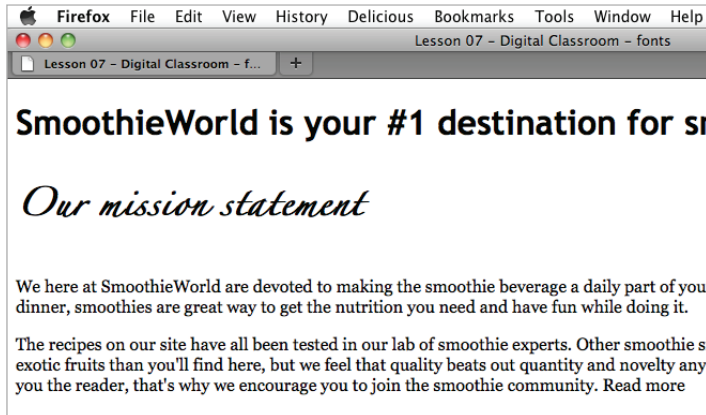 Firefox File Edit View History Delicious Bookmarks Tools Window Help
Lesson 07 – Digital Classroom – fonts
Lesson 07 – Digital Classroom – f... +
SmoothieWorld is your #1 destination for
Our mission statement
We here at SmoothieWorld are devoted to making the smoothie beverage a daily part of you
dinner, smoothies are great way to get the nutrition you need and have fun while doing it.
The recipes on our site have all been tested in our lab of smoothie experts. Other smoothie s
exotic fruits than you'll find here, but we feel that quality beats out quantity and novelty any
you the reader, that's why we encourage you to join the smoothie community. Read more